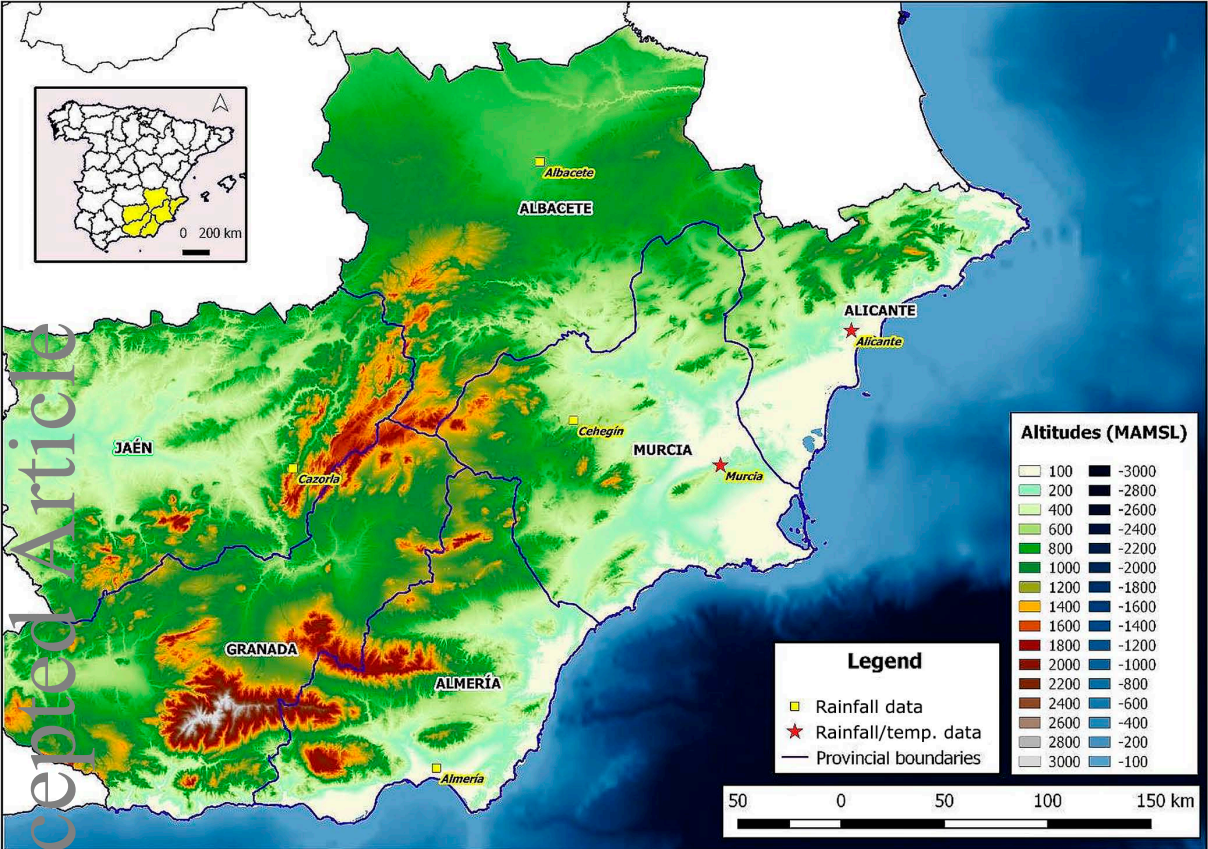 0 200 km
Albacete
ALBACETE
ALICANTE
Alicante
Cehegín
JAÉN
MURCIA
Cazorla
Murcia
GRANADA
ALMERÍA
Almería
cepted Article
Altitudes (MAMSL)
100 -3000
200 -2800
400 -2600
600 -2400
800 -2200
1000 -2000
1200 -1800
1400 -1600
1600 -1400
1800 -1200
2000 -1000
2200 -800
2400 -600
2600 -400
2800 -200
3000 -100
Legend
Rainfall data
Rainfall/temp. data
Provincial boundaries
50 0 50 100 150 km